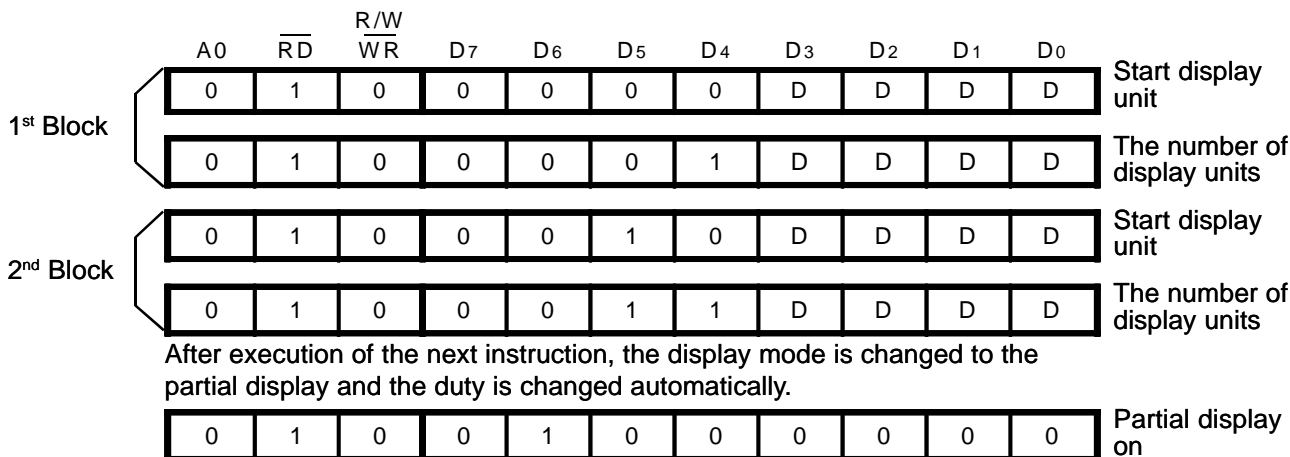 R/W
A0 RD WR D7 D6 D5 D4 D3 D2 D1 D0
1st Block
0 1 0 0 0 0 0 D D D D Start display unit
0 1 0 0 0 0 1 D D D D The number of display units
2nd Block
0 1 0 0 0 1 0 D D D D Start display unit
0 1 0 0 0 1 1 D D D D The number of display units
After execution of the next instruction, the display mode is changed to the
partial display and the duty is changed automatically.
0 1 0 0 1 0 0 0 0 0 0 Partial display on